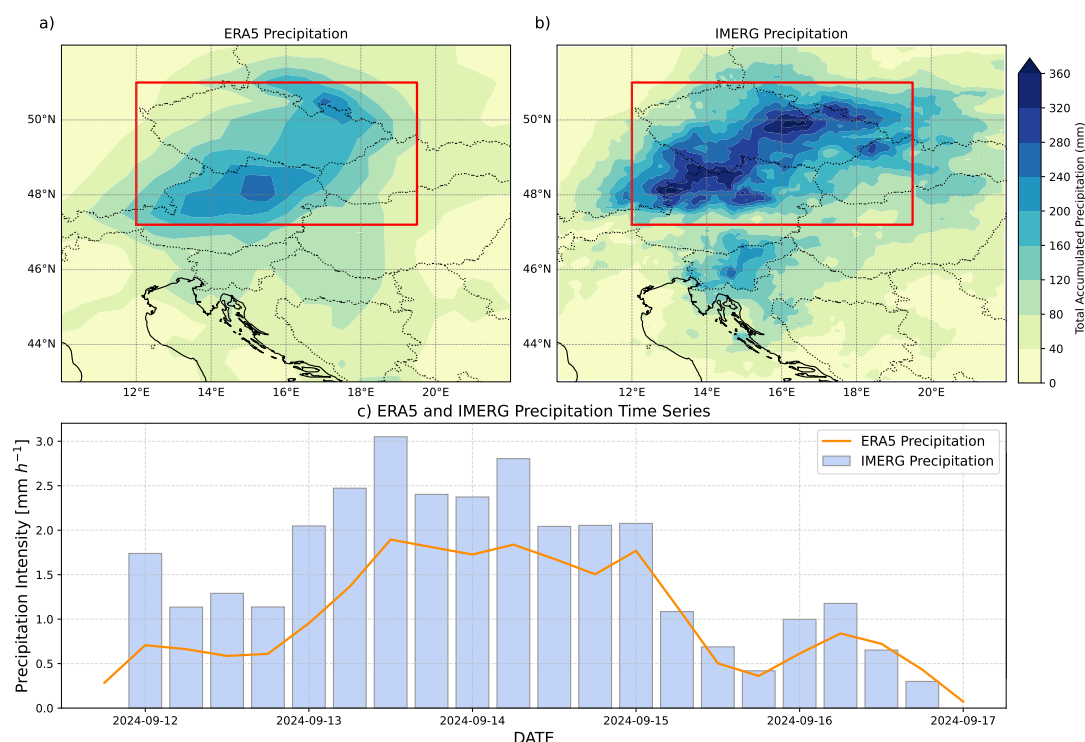 a)
ERA5 Precipitation
b)
IMERG Precipitation
50°N
48°N
46°N
44°N
12°E 14°E 16°E 18°E 20°E
50°N
48°N
46°N
44°N
12°E 14°E 16°E 18°E 20°E
360
320
280
240
200
160
120
80
40
0
Total Accumulated Precipitation (mm)
c) ERA5 and IMERG Precipitation Time Series
Precipitation Intensity [mm h⁻¹]
3.0
2.5
2.0
1.5
1.0
0.5
0.0
ERA5 Precipitation
IMERG Precipitation
2024-09-12 2024-09-13 2024-09-14 2024-09-15 2024-09-16 2024-09-17
DATE